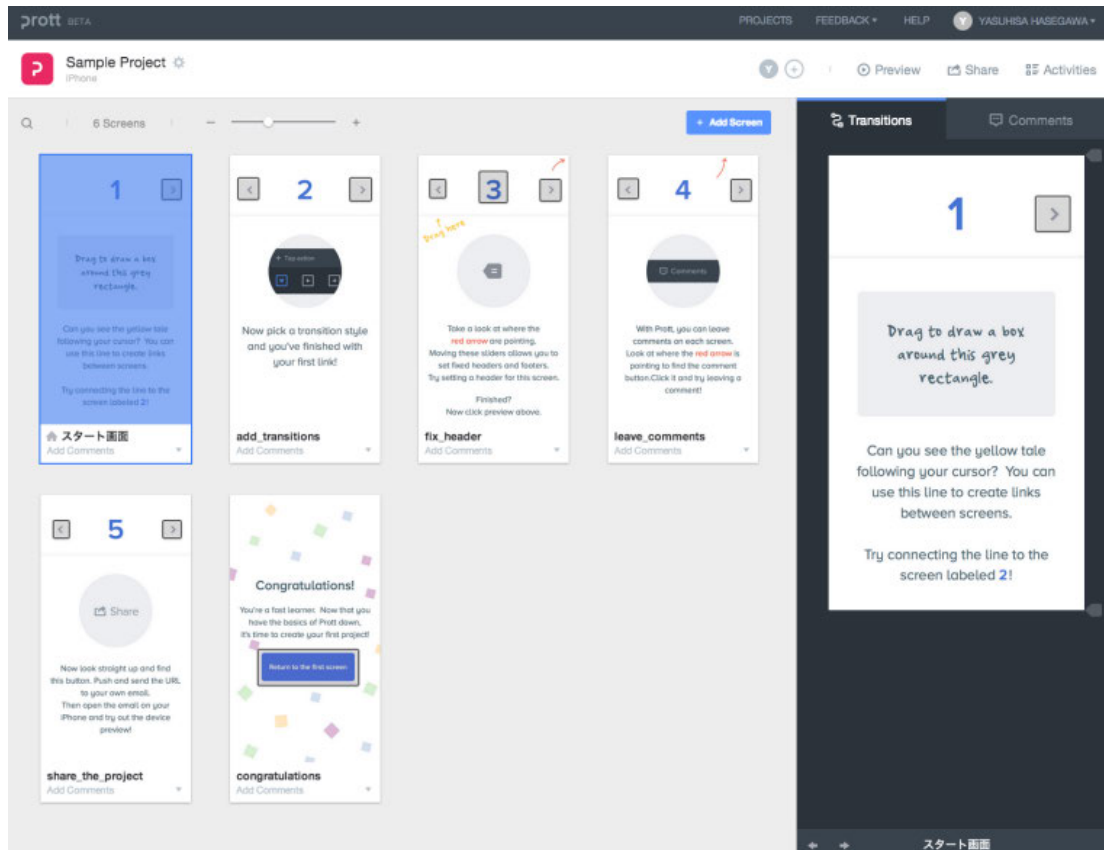 prott BETA
PROJECTS FEEDBACK HELP Y YASUHISA HASEGAWA
Sample Project
iPhone
Y Preview Share Activities
6 Screens
+ Add Screen
Transitions Comments
1
Drag to draw a box
around this grey
rectangle.
Can you see the yellow tale
following your cursor? You can
use this line to create links
between screens.
Try connecting the line to the
screen labeled 2!
スタート画面
Add Comments
2
+ Tap action
Now pick a transition style
and you've finished with
your first link!
add_transitions
Add Comments
3
Drag here
Take a look at where the
red arrow are pointing.
Moving these sliders allows you to
set fixed headers and footers.
Try setting a header for this screen.
Finished?
Now click preview above.
fix_header
Add Comments
4
Comments
With Prott, you can leave
comments on each screen.
Look at where the red arrow is
pointing to find the comment
button.Click it and try leaving a
comment!
leave_comments
Add Comments
5
Share
Now look straight up and find
this button. Push and send the URL
to your own email.
Then open the email on your
iPhone and try out the device
preview!
share_the_project
Add Comments
Congratulations!
You're a fast learner. Now that you
have the basics of Prott down,
it's time to create your first project!
Return to the first screen
congratulations
Add Comments
1
Drag to draw a box
around this grey
rectangle.
Can you see the yellow tale
following your cursor? You can
use this line to create links
between screens.
Try connecting the line to the
screen labeled 2!
スタート画面